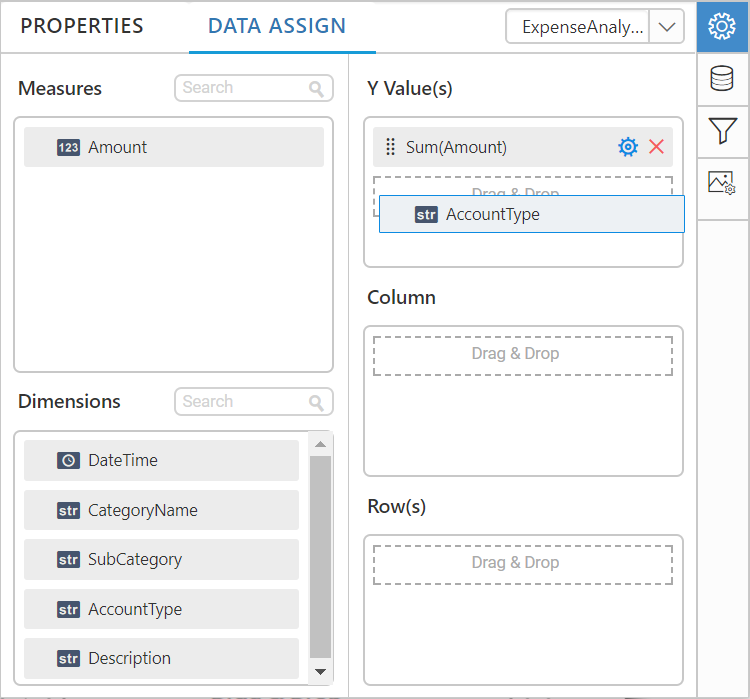 PROPERTIES
DATA ASSIGN
ExpenseAnaly...
Measures
Search
123 Amount
Dimensions
Search
DateTime
str CategoryName
str SubCategory
str AccountType
str Description
Y Value(s)
Sum(Amount)
Drag & Drop
str AccountType
Column
Drag & Drop
Row(s)
Drag & Drop